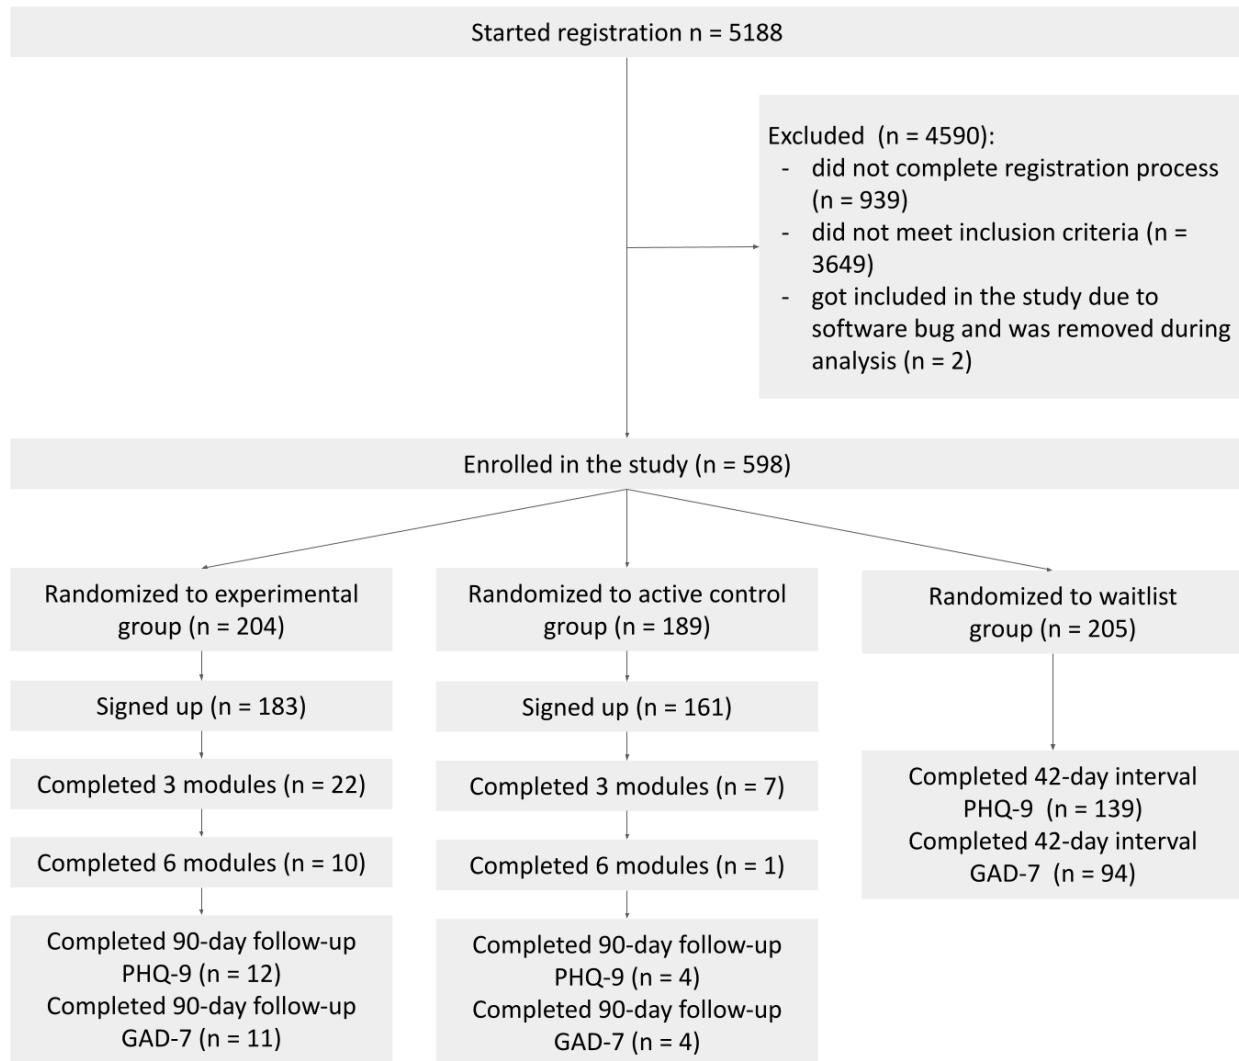 Started registration n = 5188
Excluded  (n = 4590):
- did not complete registration process
(n = 939)
- did not meet inclusion criteria (n =
3649)
- got included in the study due to
software bug and was removed during
analysis (n = 2)
Enrolled in the study (n = 598)
Randomized to experimental
group (n = 204)
Signed up (n = 183)
Completed 3 modules (n = 22)
Completed 6 modules (n = 10)
Completed 90-day follow-up
PHQ-9 (n = 12)
Completed 90-day follow-up
GAD-7 (n = 11)
Randomized to active control
group (n = 189)
Signed up (n = 161)
Completed 3 modules (n = 7)
Completed 6 modules (n = 1)
Completed 90-day follow-up
PHQ-9 (n = 4)
Completed 90-day follow-up
GAD-7 (n = 4)
Randomized to waitlist
group (n = 205)
Completed 42-day interval
PHQ-9  (n = 139)
Completed 42-day interval
GAD-7  (n = 94)